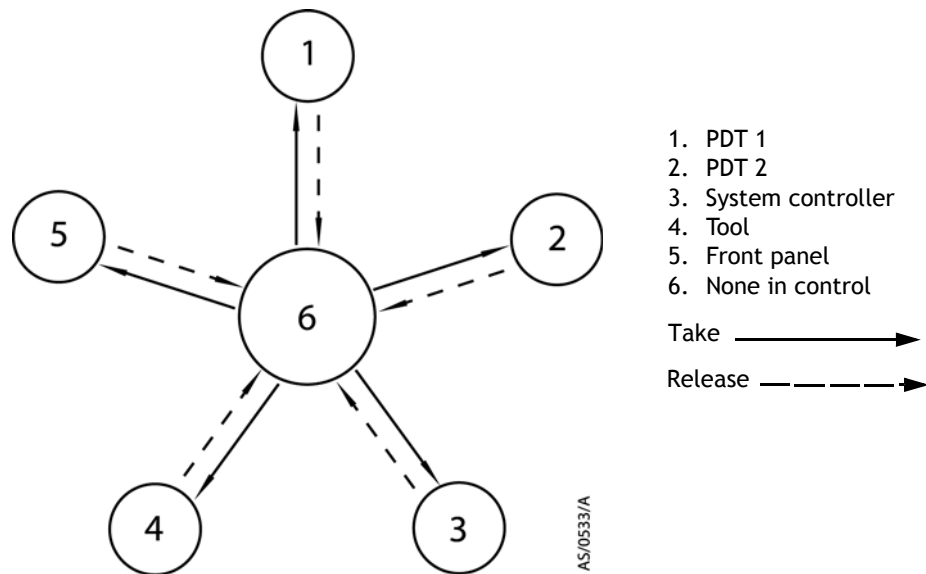 1
5
2
6
4
3
1. PDT 1
2. PDT 2
3. System controller
4. Tool
5. Front panel
6. None in control
Take
Release
AS/0533/A